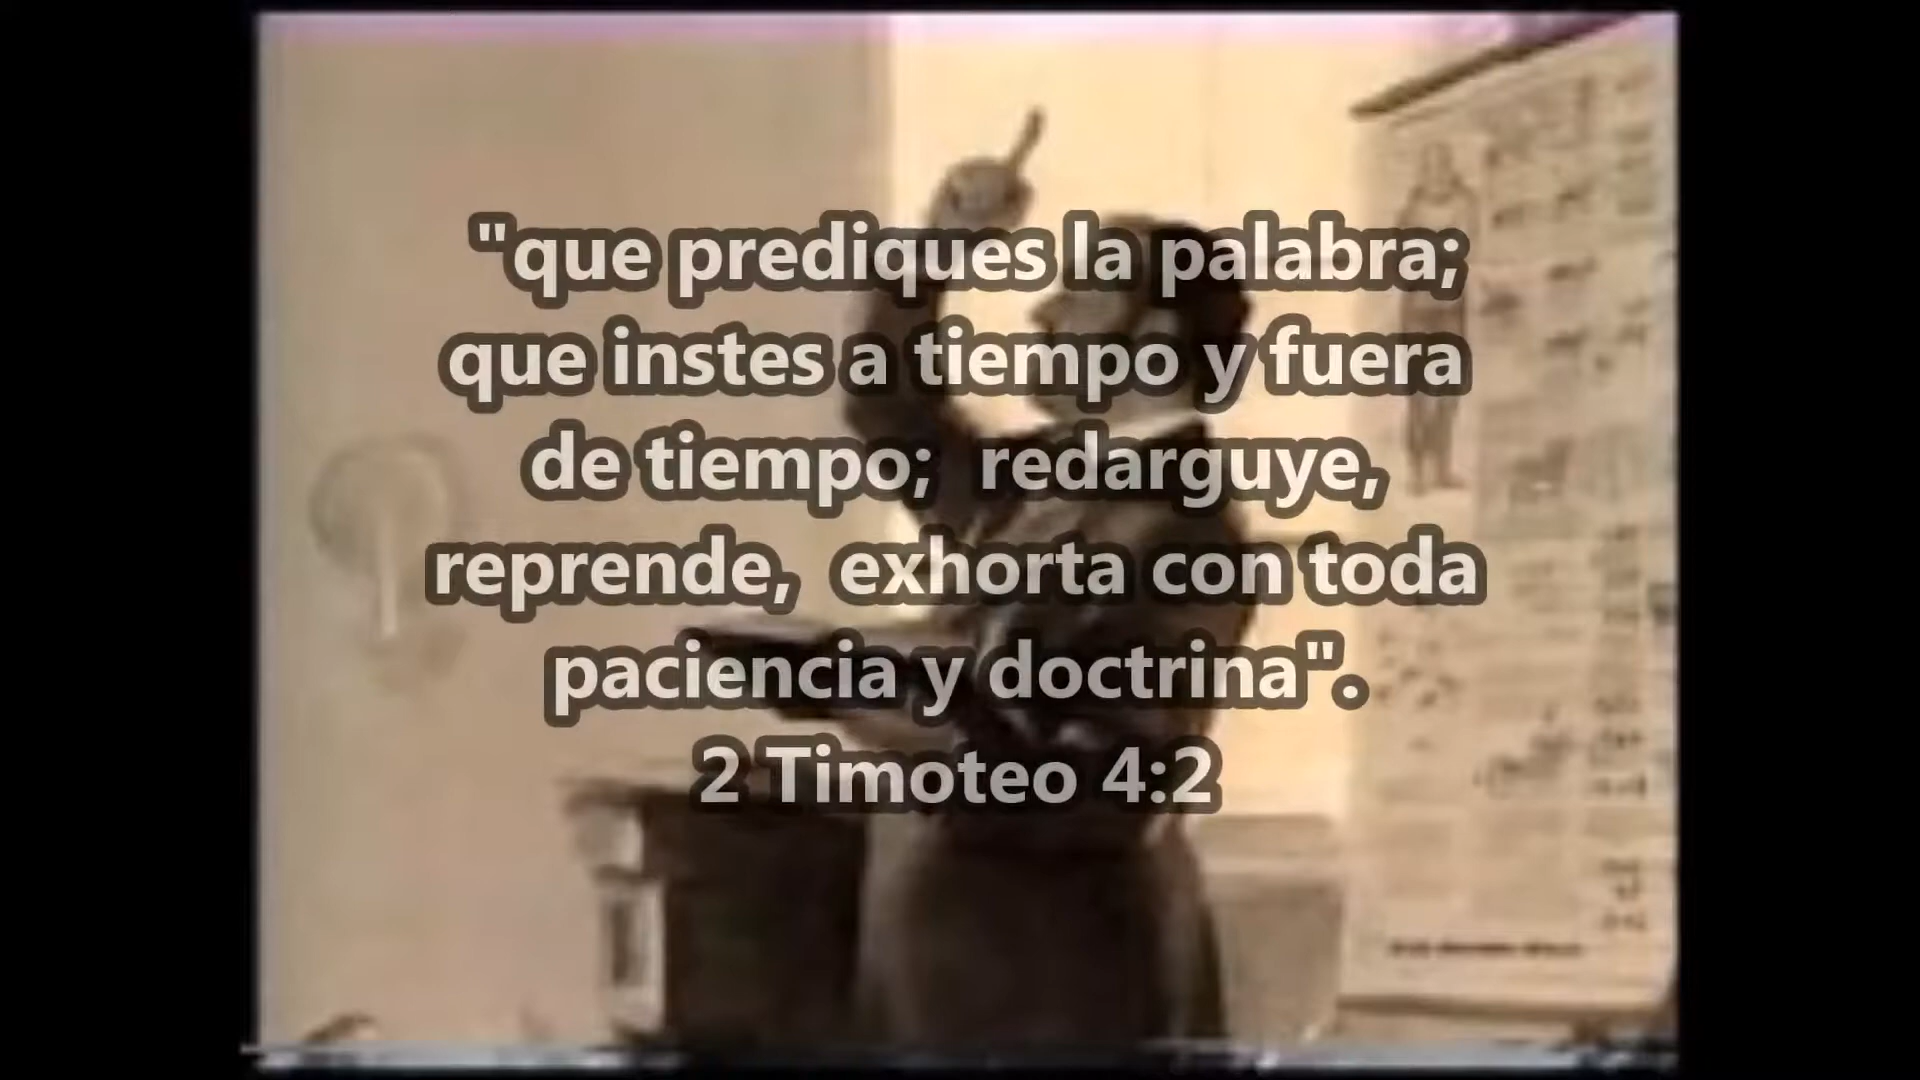 "que prediques la palabra;
que instes a tiempo y fuera
de tiempo; redarguye,
reprende, exhorta con toda
paciencia y doctrina".
2 Timoteo 4:2